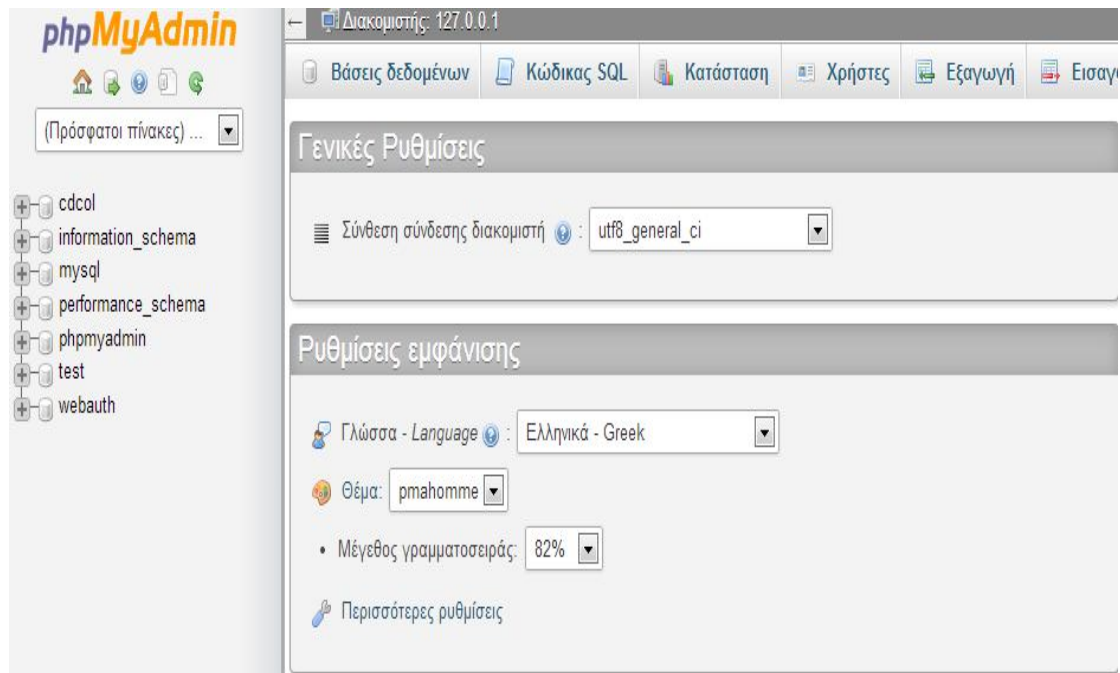 phpMyAdmin
(Πρόσφατοι πίνακες) ...
cdcol
information_schema
mysql
performance_schema
phpmyadmin
test
webauth
← Διακομιστής: 127.0.0.1
Βάσεις δεδομένων Κώδικας SQL Κατάσταση Χρήστες Εξαγωγή
Γενικές Ρυθμίσεις
Σύνθεση σύνδεσης διακομιστή : utf8_general_ci
Ρυθμίσεις εμφάνισης
Γλώσσα - Language : Ελληνικά - Greek
Θέμα: pmahomme
• Μέγεθος γραμματοσειράς: 82%
Περισσότερες ρυθμίσεις